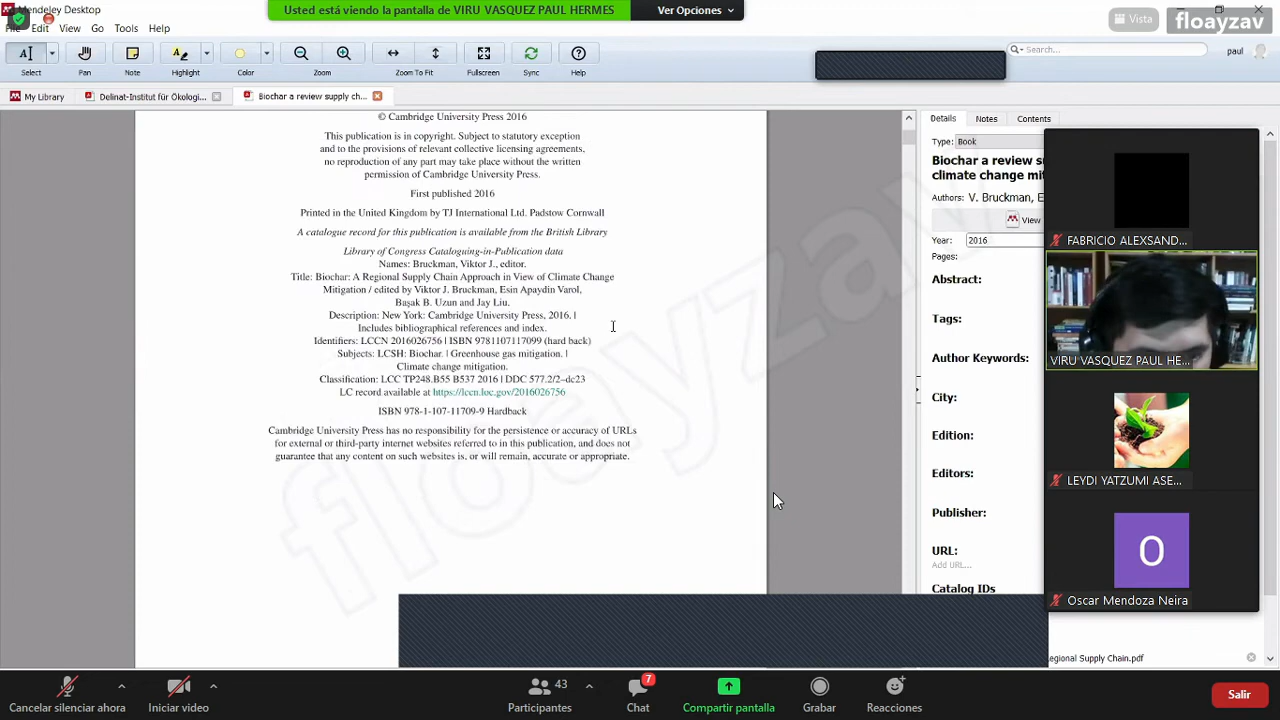 Mendeley Desktop
Usted está viendo la pantalla de VIRU VASQUEZ PAUL HERMES
Ver Opciones
Vista
floayzav
File Edit View Go Tools Help
Search...
paul
Select
Pan
Note
Highlight
Color
Zoom
Zoom To Fit
Fullscreen
Sync
Help
My Library
Delinat-Institut für Ökologi...
Biochar a review supply ch...
© Cambridge University Press 2016
This publication is in copyright. Subject to statutory exception
and to the provisions of relevant collective licensing agreements,
no reproduction of any part may take place without the written
permission of Cambridge University Press.
First published 2016
Printed in the United Kingdom by TJ International Ltd. Padstow Cornwall
A catalogue record for this publication is available from the British Library
Library of Congress Cataloguing-in-Publication data
Names: Bruckman, Viktor J., editor.
Title: Biochar: A Regional Supply Chain Approach in View of Climate Change
Mitigation / edited by Viktor J. Bruckman, Esin Apaydin Varol,
Başak B. Uzun and Jay Liu.
Description: New York: Cambridge University Press, 2016. |
Includes bibliographical references and index.
Identifiers: LCCN 2016026756 | ISBN 9781107117099 (hard back)
Subjects: LCSH: Biochar. | Greenhouse gas mitigation. |
Climate change mitigation.
Classification: LCC TP248.B55 B537 2016 | DDC 577.2/2–dc23
LC record available at https://lccn.loc.gov/2016026756
ISBN 978-1-107-11709-9 Hardback
Cambridge University Press has no responsibility for the persistence or accuracy of URLs
for external or third-party internet websites referred to in this publication, and does not
guarantee that any content on such websites is, or will remain, accurate or appropriate.
floayzav
Details
Notes
Contents
Type: Book
Biochar a review su
climate change mit
Authors: V. Bruckman, E
View
Year: 2016
Pages:
Abstract:
Tags:
Author Keywords:
City:
Edition:
Editors:
Publisher:
URL:
Add URL...
Catalog IDs
egional Supply Chain.pdf
FABRICIO ALEXSAND...
VIRU VASQUEZ PAUL HE...
LEYDI YATZUMI ASE...
O
Oscar Mendoza Neira
Cancelar silenciar ahora
Iniciar video
43
Participantes
7
Chat
Compartir pantalla
Grabar
Reacciones
Salir